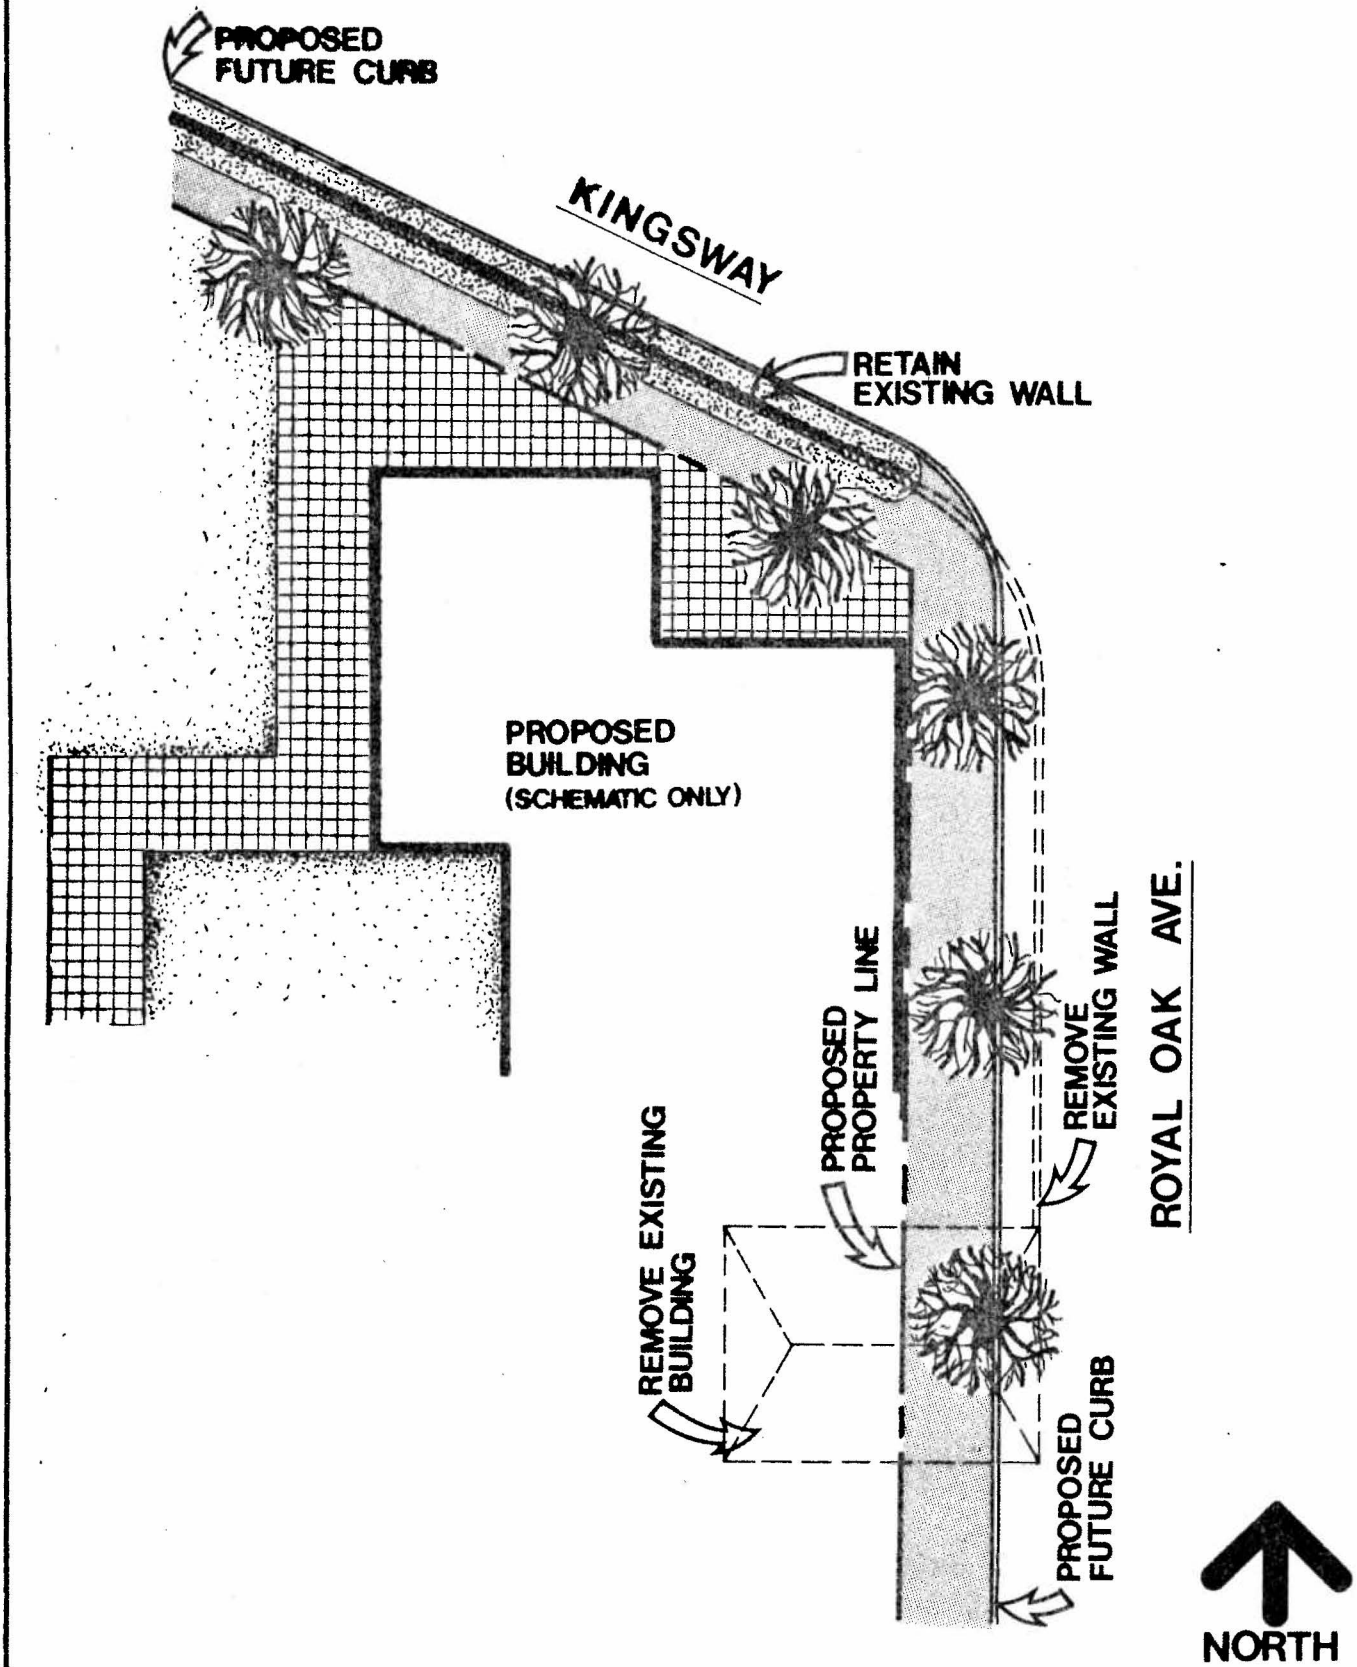 PROPOSED
FUTURE CURB
KINGSWAY
RETAIN
EXISTING WALL
PROPOSED
BUILDING
(SCHEMATIC ONLY)
PROPOSED
PROPERTY LINE
REMOVE
EXISTING WALL
ROYAL OAK AVE.
REMOVE EXISTING
BUILDING
PROPOSED
FUTURE CURB
NORTH